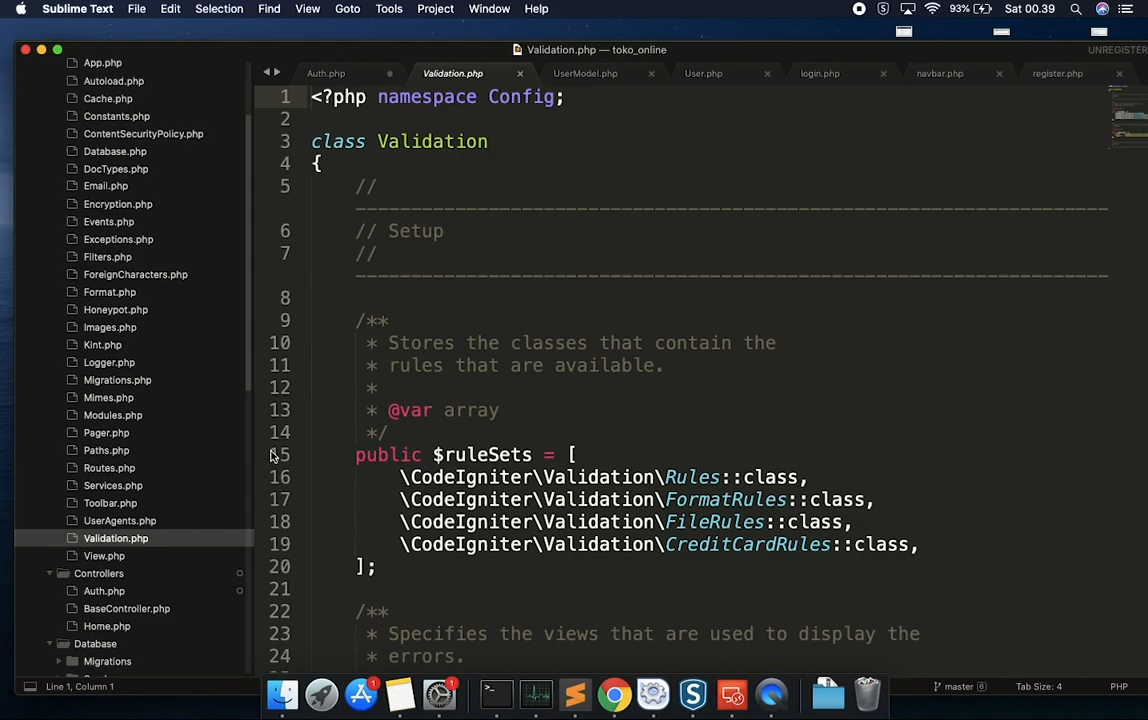 Sublime Text File Edit Selection Find View Goto Tools Project Window Help 93% Sat 00.39
Validation.php — toko_online UNREGISTER
Auth.php Validation.php UserModel.php User.php login.php navbar.php register.php
App.php
Autoload.php
Cache.php
Constants.php
ContentSecurityPolicy.php
Database.php
DocTypes.php
Email.php
Encryption.php
Events.php
Exceptions.php
Filters.php
ForeignCharacters.php
Format.php
Honeypot.php
Images.php
Kint.php
Logger.php
Migrations.php
Mimes.php
Modules.php
Pager.php
Paths.php
Routes.php
Services.php
Toolbar.php
UserAgents.php
Validation.php
View.php
Controllers
Auth.php
BaseController.php
Home.php
Database
Migrations
1 <?php namespace Config;
2
3 class Validation
4 {
5 //
--------------------------------------------------------------------
6 // Setup
7 //
--------------------------------------------------------------------
8
9 /**
10 * Stores the classes that contain the
11 * rules that are available.
12 *
13 * @var array
14 */
15 public $ruleSets = [
16 \CodeIgniter\Validation\Rules::class,
17 \CodeIgniter\Validation\FormatRules::class,
18 \CodeIgniter\Validation\FileRules::class,
19 \CodeIgniter\Validation\CreditCardRules::class,
20 ];
21
22 /**
23 * Specifies the views that are used to display the
24 * errors.
Line 1, Column 1 master 6 Tab Size: 4 PHP
1 1